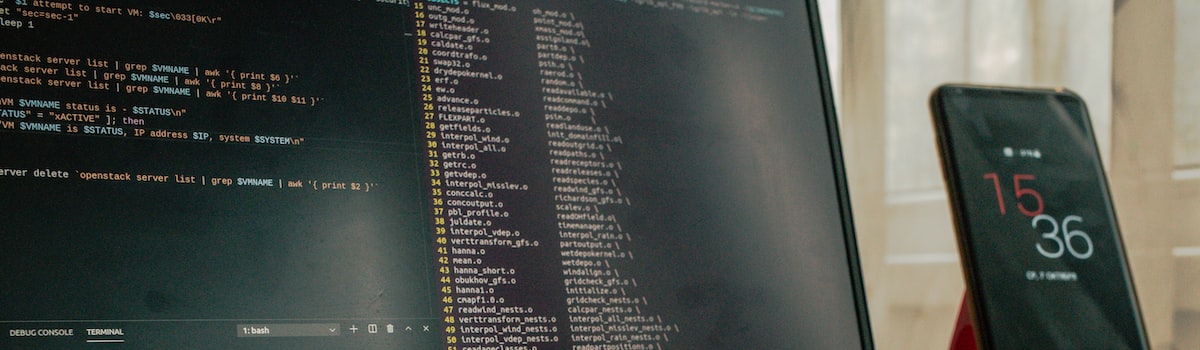 $1 attempt to start VM: $sec\033[0K\r"
et "sec=sec-1"
leep 1
enstack server list | grep $VMNAME | awk '{ print $6 }'`
ack server list | grep $VMNAME | awk '{ print $8 }'`
enstack server list | grep $VMNAME | awk '{ print $10 $11 }'`
VM $VMNAME status is - $STATUS\n"
TATUS" = "xACTIVE" ]; then
VM $VMNAME is $STATUS, IP address $IP, system $SYSTEM\n"
erver delete `openstack server list | grep $VMNAME | awk '{ print $2 }'`
DEBUG CONSOLE TERMINAL
1: bash
= flux_mod.o oh_mod.o \
15 unc_mod.o point_mod.o\
16 outg_mod.o xmass_mod.o\
17 writeheader.o assignland.o\
18 calcpar_gfs.o part0.o \
19 caldate.o partdep.o \
20 coordtrafo.o psih.o \
21 swap32.o raerod.o \
22 drydepokernel.o random.o \
23 erf.o readavailable.o \
24 ew.o readcommand.o \
25 advance.o readdepo.o \
26 releaseparticles.o psim.o \
27 FLEXPART.o readlanduse.o \
28 getfields.o init_domainfill.o\
29 interpol_wind.o readoutgrid.o \
30 interpol_all.o readpaths.o \
31 getrb.o readreceptors.o \
32 getrc.o readreleases.o \
33 getvdep.o readspecies.o \
34 interpol_misslev.o readwind_gfs.o \
35 conccalc.o richardson_gfs.o \
36 concoutput.o scalev.o \
37 pbl_profile.o readOHfield.o\
38 juldate.o timemanager.o \
39 interpol_vdep.o interpol_rain.o \
40 verttransform_gfs.o partoutput.o \
41 hanna.o wetdepokernel.o \
42 mean.o wetdepo.o \
43 hanna_short.o windalign.o \
44 obukhov_gfs.o gridcheck_gfs.o \
45 hanna1.o initialize.o \
46 cmapf1.0.o gridcheck_nests.o \
47 readwind_nests.o calcpar_nests.o \
48 verttransform_nests.o interpol_all_nests.o \
49 interpol_wind_nests.o interpol_misslev_nests.o \
50 interpol_vdep_nests.o interpol_rain_nests.o \
51 readageclasses.o readpartpositions.o \
15
36